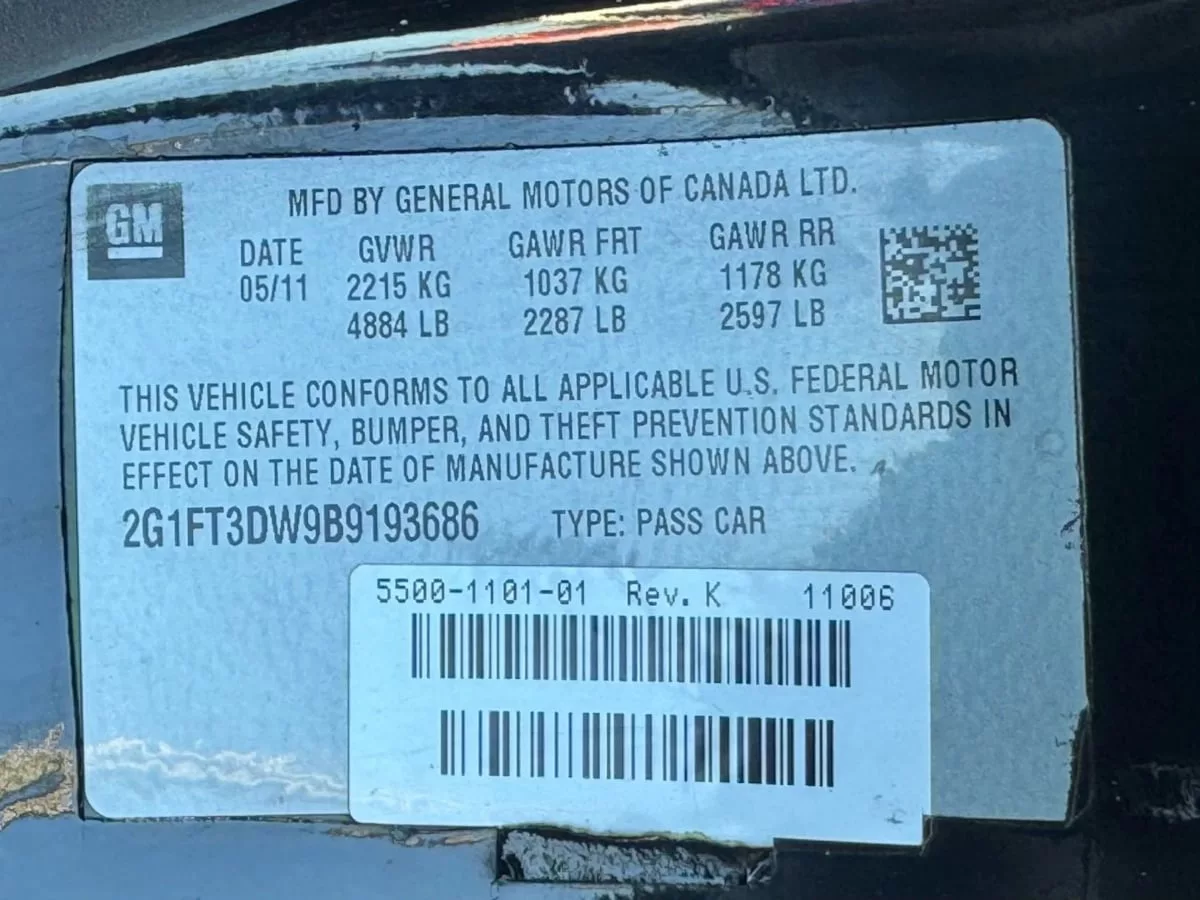 GM
MFD BY GENERAL MOTORS OF CANADA LTD.
DATE GVWR GAWR FRT GAWR RR
05/11 2215 KG 1037 KG 1178 KG
4884 LB 2287 LB 2597 LB
THIS VEHICLE CONFORMS TO ALL APPLICABLE U.S. FEDERAL MOTOR
VEHICLE SAFETY, BUMPER, AND THEFT PREVENTION STANDARDS IN
EFFECT ON THE DATE OF MANUFACTURE SHOWN ABOVE.
2G1FT3DW9B9193686 TYPE: PASS CAR
5500-1101-01 Rev. K 11006